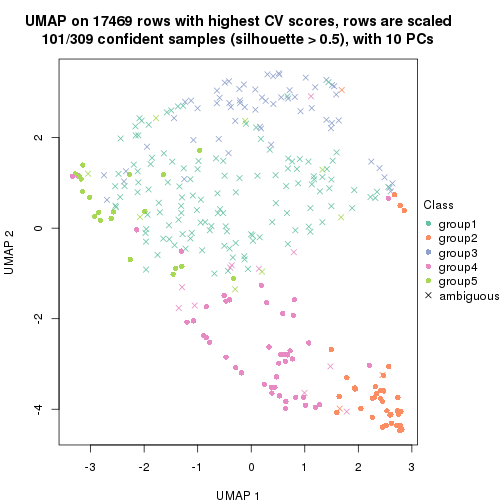 UMAP on 17469 rows with highest CV scores, rows are scaled
101/309 confident samples (silhouette > 0.5), with 10 PCs
2
0
-2
-4
UMAP 2
-3 -2 -1 0 1 2 3
UMAP 1
Class
group1
group2
group3
group4
group5
ambiguous